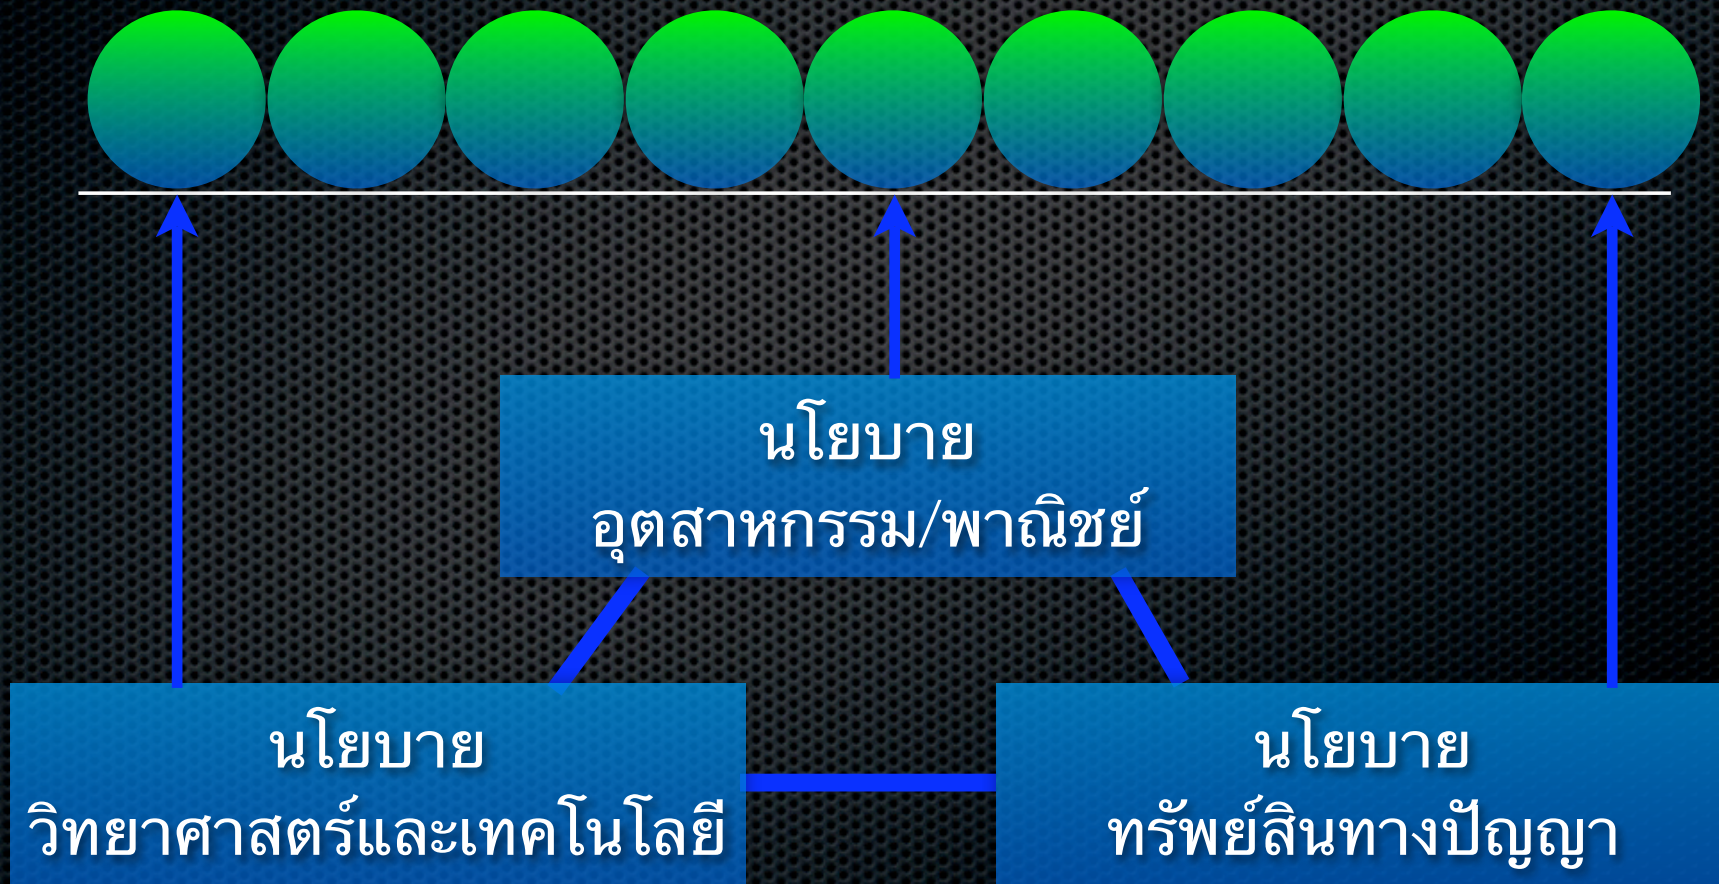 นโยบาย
อุตสาหกรรม/พาณิชย์
นโยบาย
วิทยาศาสตร์และเทคโนโลยี
นโยบาย
ทรัพย์สินทางปัญญา